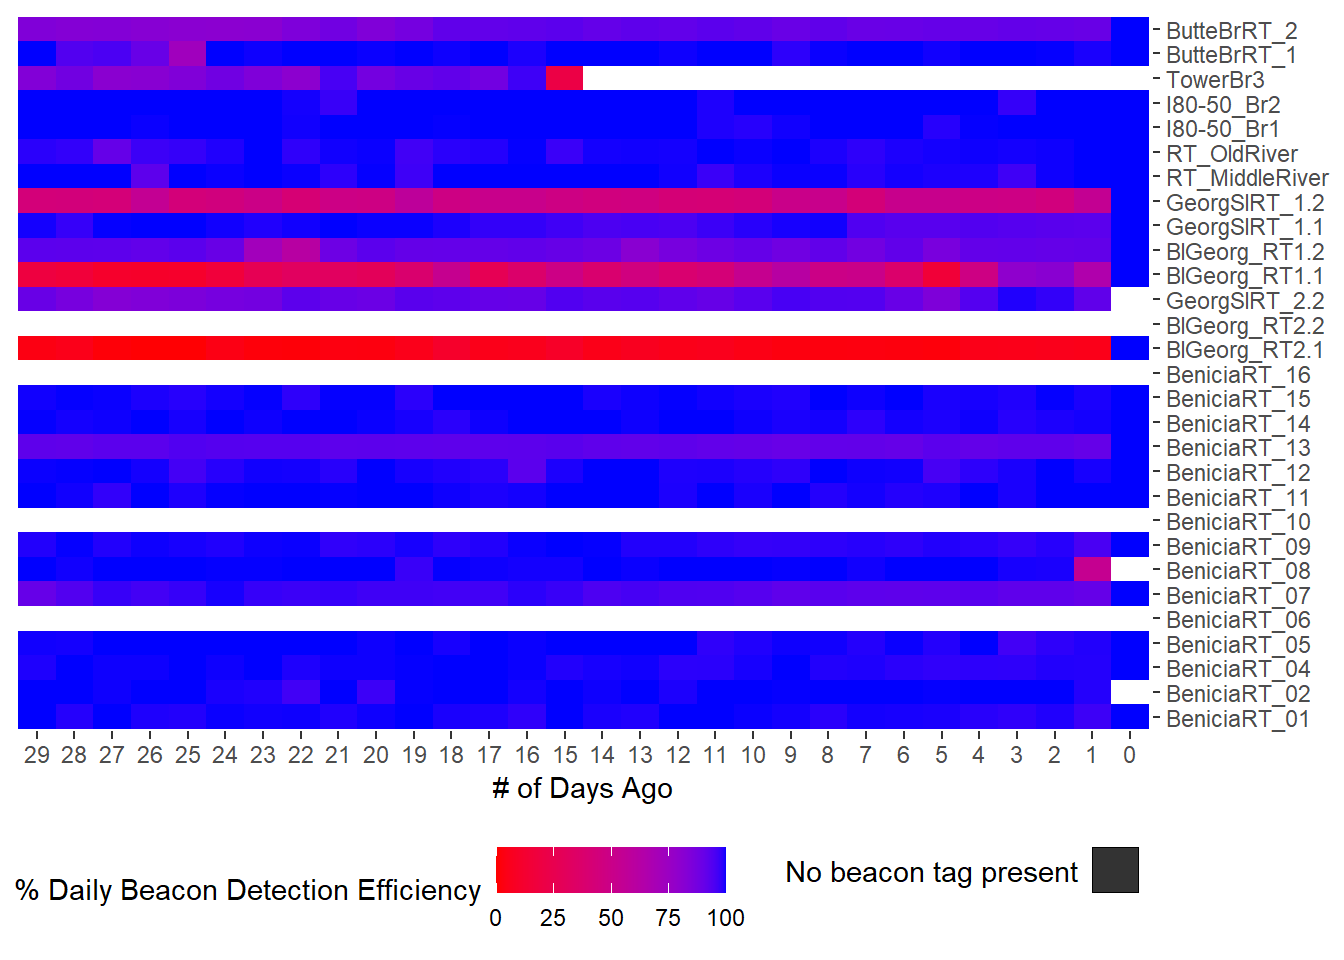 ButteBrRT_2
ButteBrRT_1
TowerBr3
I80-50_Br2
I80-50_Br1
RT_OldRiver
RT_MiddleRiver
GeorgSlRT_1.2
GeorgSlRT_1.1
BlGeorg_RT1.2
BlGeorg_RT1.1
GeorgSlRT_2.2
BlGeorg_RT2.2
BlGeorg_RT2.1
BeniciaRT_16
BeniciaRT_15
BeniciaRT_14
BeniciaRT_13
BeniciaRT_12
BeniciaRT_11
BeniciaRT_10
BeniciaRT_09
BeniciaRT_08
BeniciaRT_07
BeniciaRT_06
BeniciaRT_05
BeniciaRT_04
BeniciaRT_02
BeniciaRT_01
29 28 27 26 25 24 23 22 21 20 19 18 17 16 15 14 13 12 11 10 9 8 7 6 5 4 3 2 1 0
# of Days Ago
% Daily Beacon Detection Efficiency
0 25 50 75 100
No beacon tag present